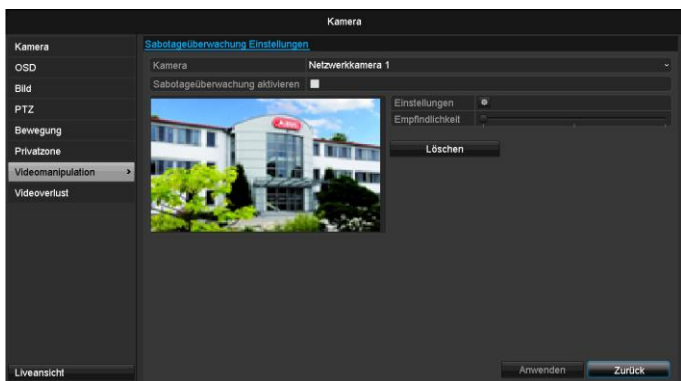 Kamera
Kamera
OSD
Bild
PTZ
Bewegung
Privatzone
Videomanipulation >
Videoverlust
Liveansicht
Sabotageüberwachung Einstellungen
Kamera Netzwerkkamera 1
Sabotageüberwachung aktivieren
ABUS
Einstellungen
Empfindlichkeit
Löschen
Anwenden Zurück